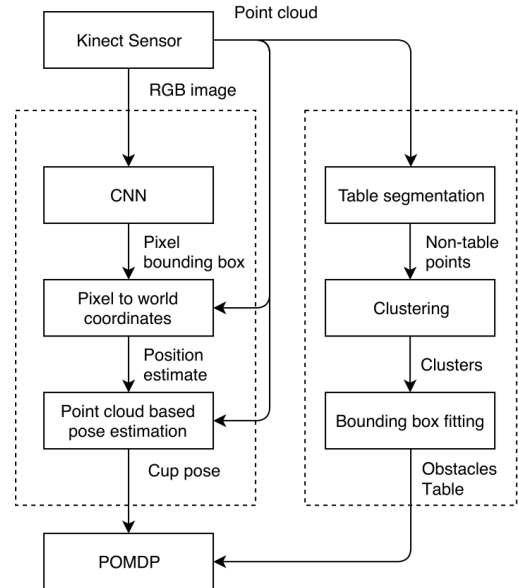 Point cloud
Kinect Sensor
RGB image
CNN
Pixel
bounding box
Pixel to world
coordinates
Position
estimate
Point cloud based
pose estimation
Cup pose
Table segmentation
Non-table
points
Clustering
Clusters
Bounding box fitting
Obstacles
Table
POMDP